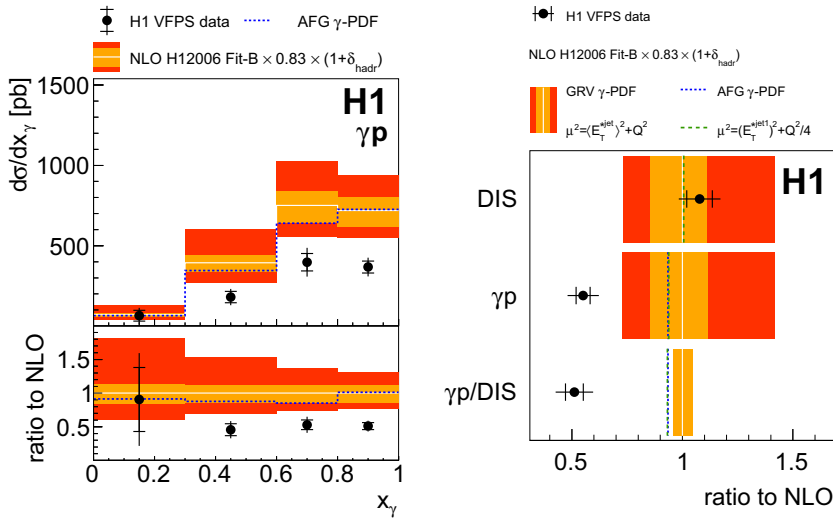 H1 VFPS data
AFG γ-PDF
NLO H12006 Fit-B × 0.83 × (1+δhadr)
dσ/dxγ [pb]
1500
1000
500
H1
γp
ratio to NLO
1.5
1
0.5
0 0.2 0.4 0.6 0.8 1
xγ
H1 VFPS data
NLO H12006 Fit-B × 0.83 × (1+δhadr)
GRV γ-PDF
AFG γ-PDF
μ²=⟨E*jetT⟩²+Q²
μ²=(E*jet1T)²+Q²/4
H1
DIS
γp
γp/DIS
0.5 1 1.5
ratio to NLO